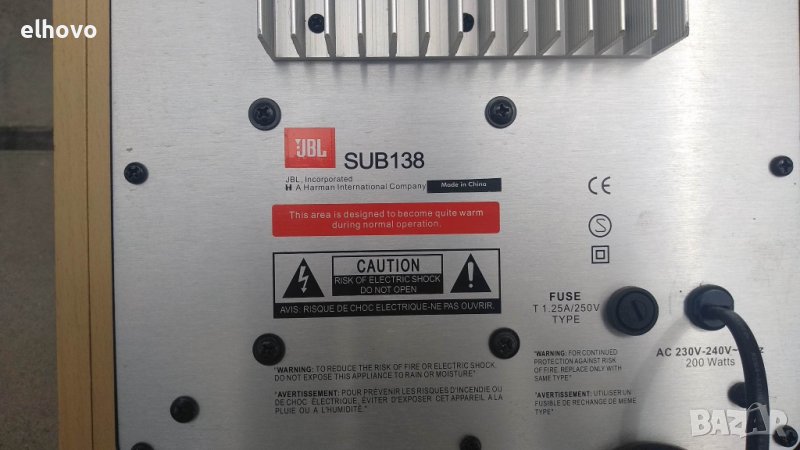 elhovo
JBL
SUB138
JBL, Incorporated
H A Harman International Company
Made in China
This area is designed to become quite warm
during normal operation.
CE
S
CAUTION
RISK OF ELECTRIC SHOCK
DO NOT OPEN
AVIS: RISQUE DE CHOC ELECTRIQUE-NE PAS OUVRIR.
FUSE
T 1.25A/250V
TYPE
AC 230V-240V~
200 Watts
"WARNING: TO REDUCE THE RISK OF FIRE OR ELECTRIC SHOCK,
DO NOT EXPOSE THIS APPLIANCE TO RAIN OR MOISTURE"
"AVERTISSEMENT: POUR PRÉVENIR LES RISQUES D'INCENDIE OU
DE CHOC ÉLECTRIQUE, ÉVITER D'EXPOSER CET APPAREIL A LA
PLUIE OU A L'HUMIDITÉ."
"WARNING: FOR CONTINUED
PROTECTION AGAINST RISK
OF FIRE, REPLACE ONLY WITH
SAME TYPE"
"AVERTISSEMENT: UTILISER UN
FUSIBLE DE RECHANGE DE MEME
TYPE"
BAZAR